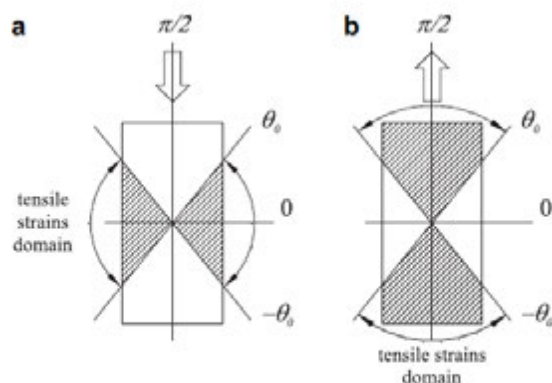 a
π/2
θ₀
tensile
strains
domain
0
−θ₀
b
π/2
θ₀
0
−θ₀
tensile strains
domain